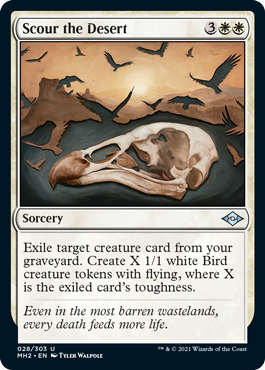 Scour the Desert 3
Sorcery
Exile target creature card from your
graveyard. Create X 1/1 white Bird
creature tokens with flying, where X
is the exiled card's toughness.
Even in the most barren wastelands,
every death feeds more life.
028/303 U
MH2 • EN TYLER WALPOLE ™ & © 2021 Wizards of the Coast